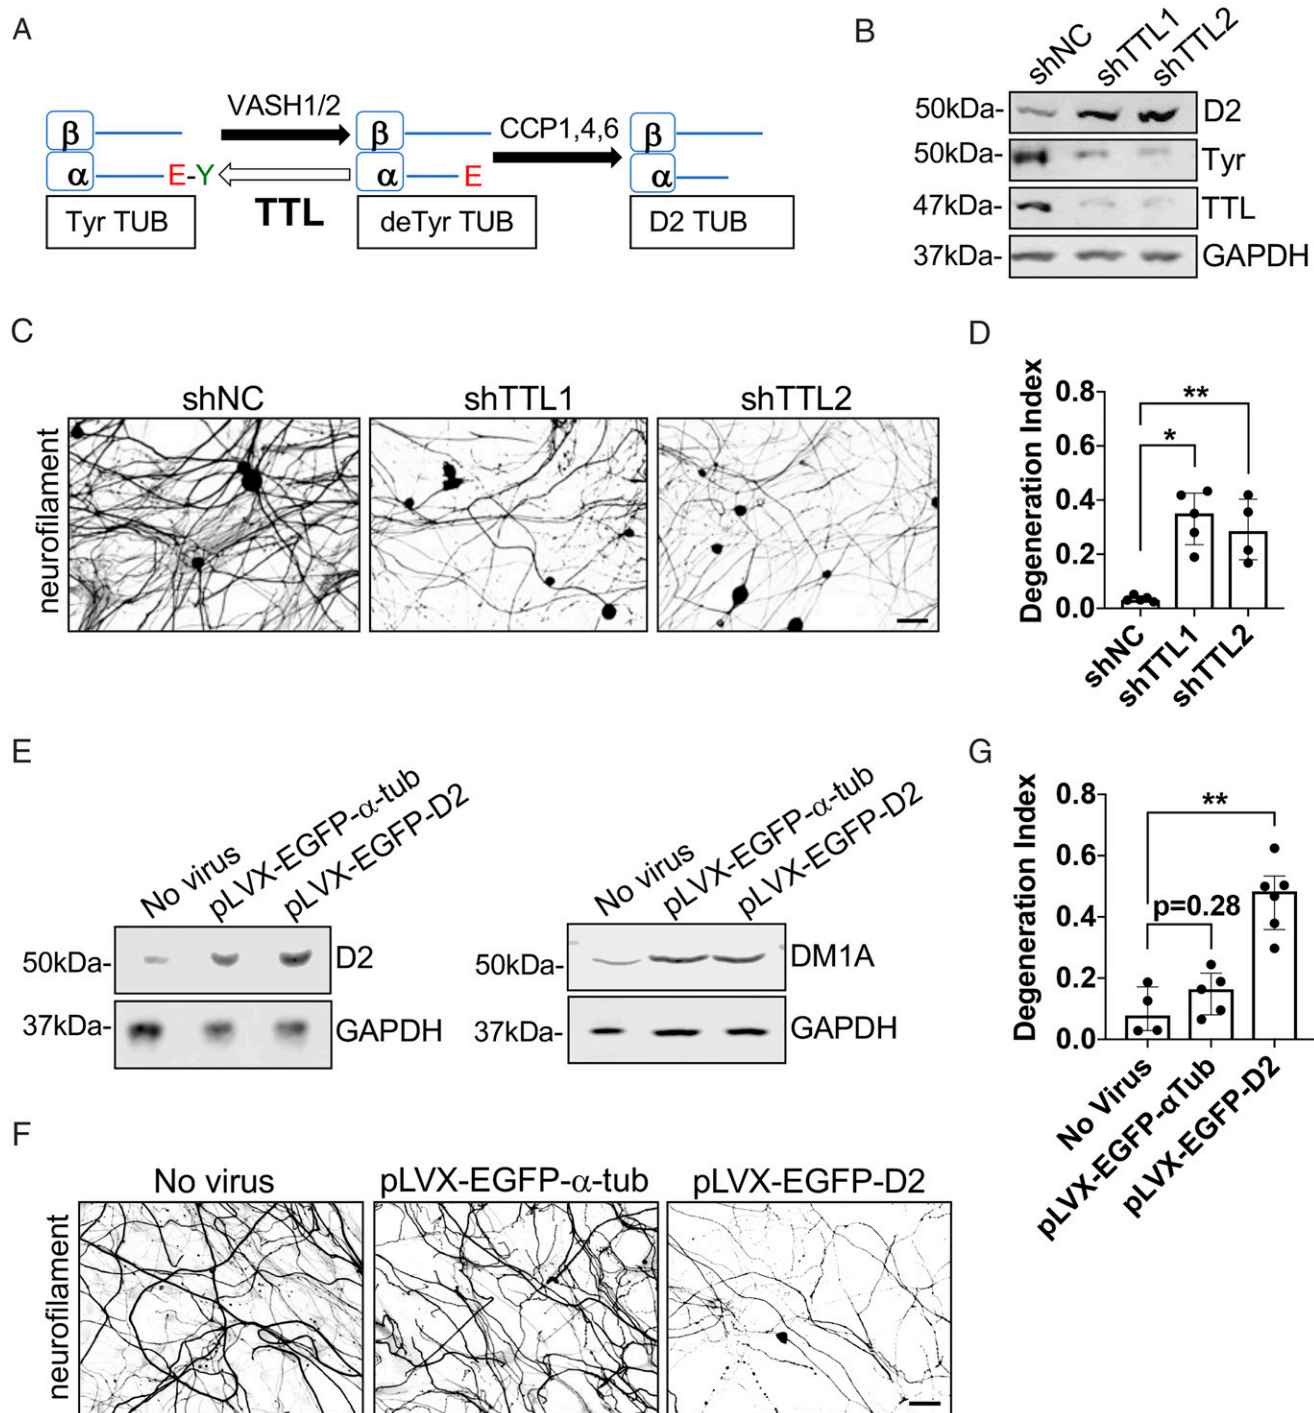 A
VASH1/2
CCP1,4,6
β
β
β
α
E-Y
α
E
α
TTL
Tyr TUB
deTyr TUB
D2 TUB
B
shNC
shTTL1
shTTL2
50kDa-
D2
50kDa-
Tyr
47kDa-
TTL
37kDa-
GAPDH
C
shNC
shTTL1
shTTL2
neurofilament
D
Degeneration Index
0.8
0.6
0.4
0.2
0.0
**
*
shNC
shTTL1
shTTL2
E
No virus
pLVX-EGFP-α-tub
pLVX-EGFP-D2
50kDa-
D2
37kDa-
GAPDH
No virus
pLVX-EGFP-α-tub
pLVX-EGFP-D2
50kDa-
DM1A
37kDa-
GAPDH
G
Degeneration Index
0.8
0.6
0.4
0.2
0.0
**
p=0.28
No Virus
pLVX-EGFP-αTub
pLVX-EGFP-D2
F
No virus
pLVX-EGFP-α-tub
pLVX-EGFP-D2
neurofilament